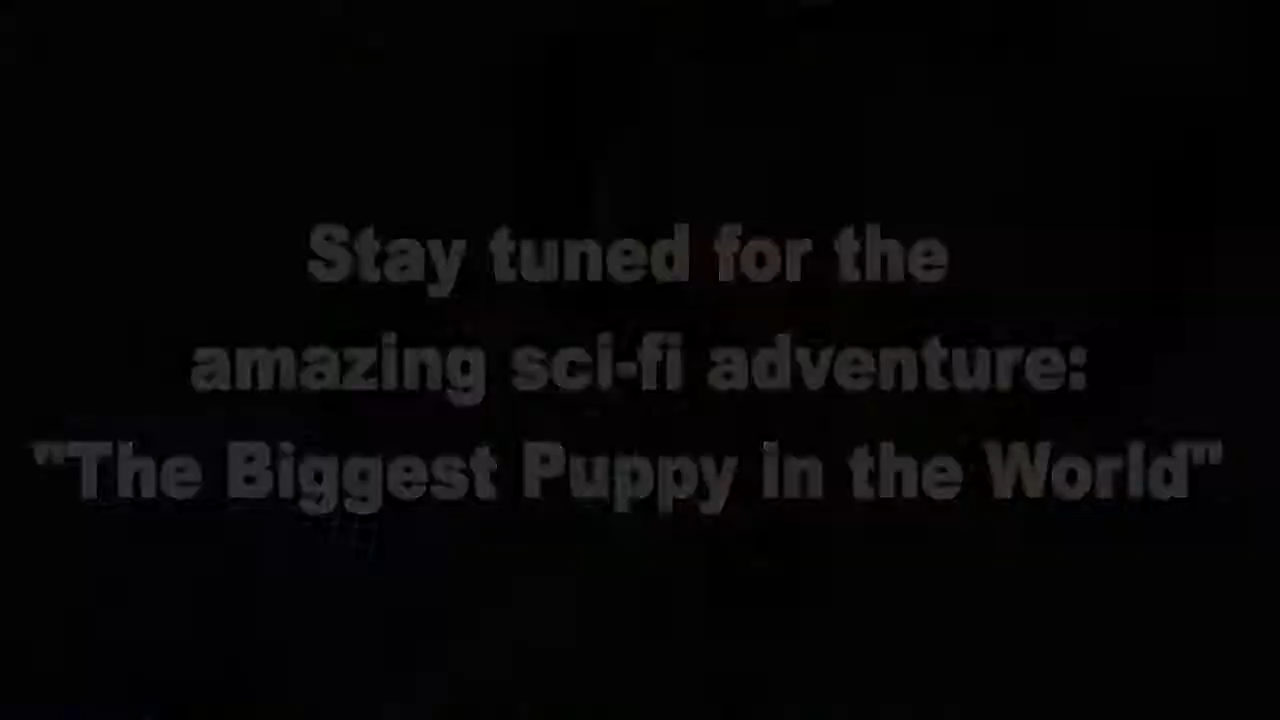 Stay tuned for the
amazing sci-fi adventure:
"The Biggest Puppy in the World"